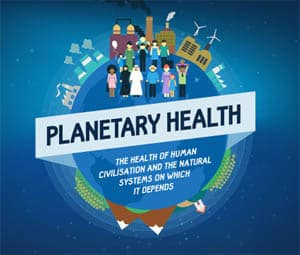 PLANETARY HEALTH
THE HEALTH OF HUMAN
CIVILISATION AND THE NATURAL
SYSTEMS ON WHICH
IT DEPENDS